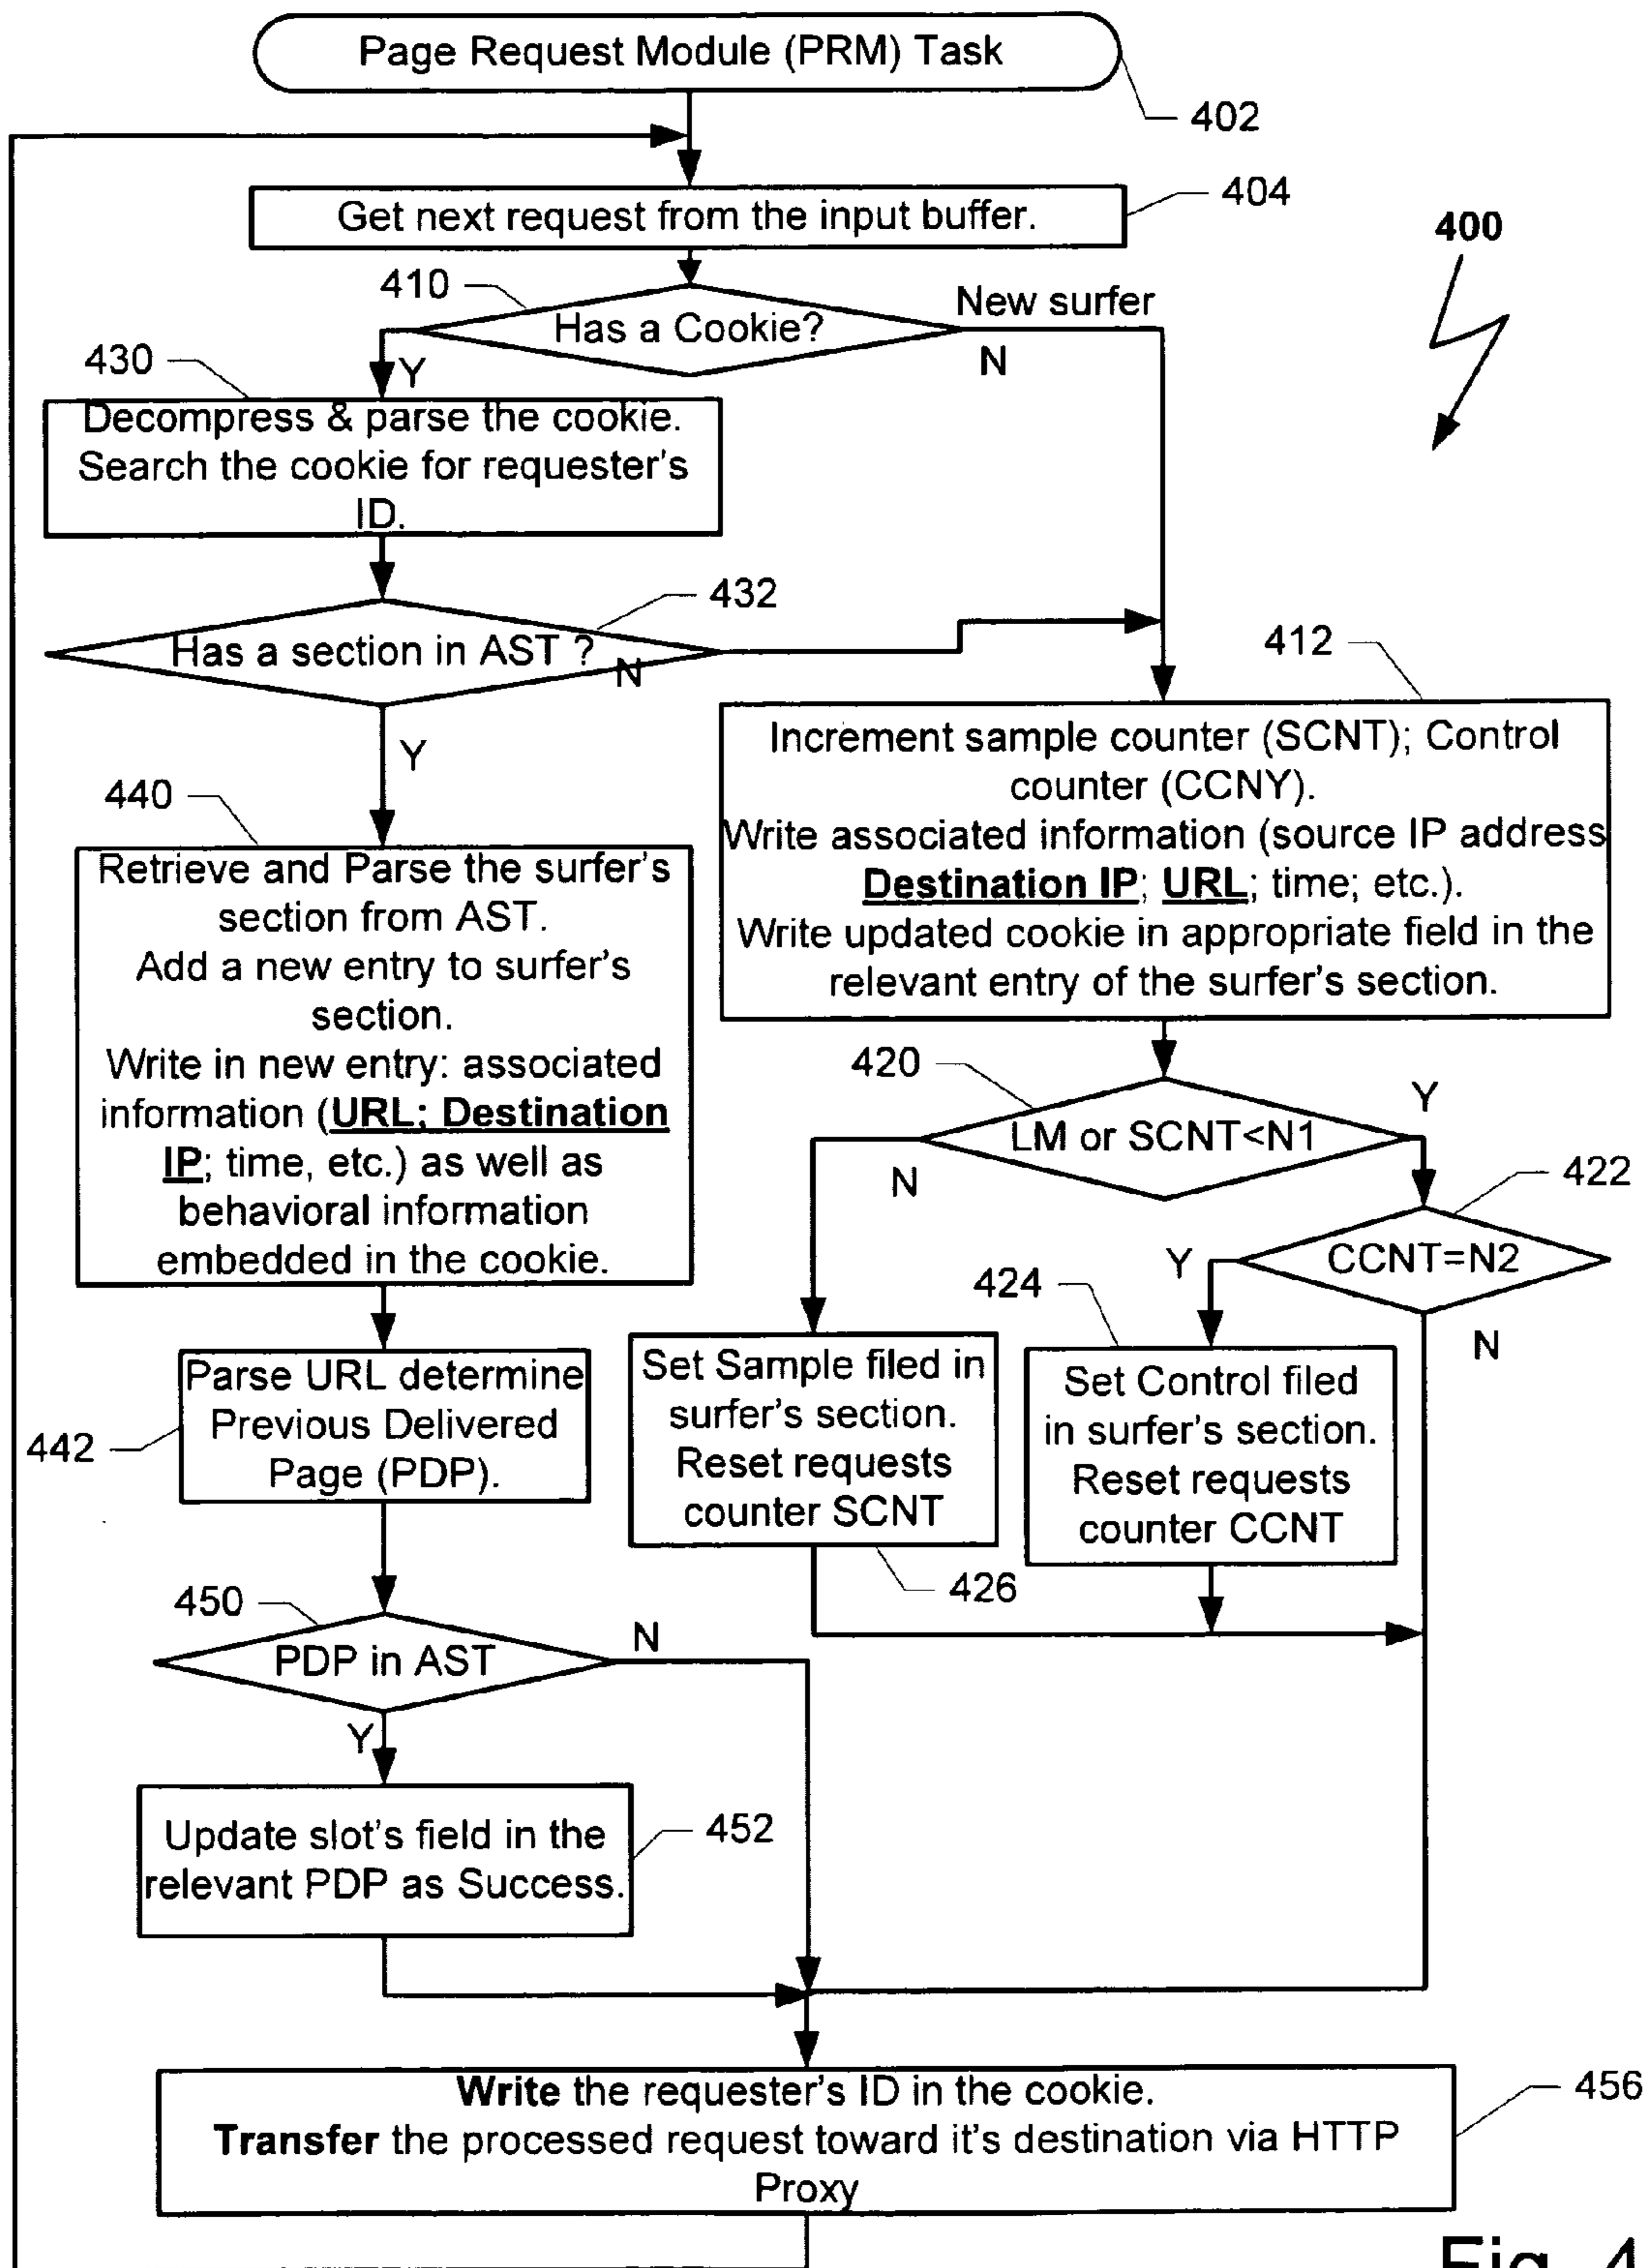 Page Request Module (PRM) Task
402
Get next request from the input buffer.
404
400
410
Has a Cookie?
New surfer
N
Y
430
Decompress & parse the cookie.
Search the cookie for requester's
ID.
432
Has a section in AST ?
N
Y
412
Increment sample counter (SCNT); Control
counter (CCNY).
Write associated information (source IP address
Destination IP; URL; time; etc.).
Write updated cookie in appropriate field in the
relevant entry of the surfer's section.
440
Retrieve and Parse the surfer's
section from AST.
Add a new entry to surfer's
section.
Write in new entry: associated
information (URL; Destination
IP; time, etc.) as well as
behavioral information
embedded in the cookie.
420
LM or SCNT<N1
Y
N
422
CCNT=N2
Y
N
424
Set Control filed
in surfer's section.
Reset requests
counter CCNT
Set Sample filed in
surfer's section.
Reset requests
counter SCNT
426
442
Parse URL determine
Previous Delivered
Page (PDP).
450
PDP in AST
N
Y
Update slot's field in the
relevant PDP as Success.
452
Write the requester's ID in the cookie.
Transfer the processed request toward it's destination via HTTP
Proxy
456
Fig. 4